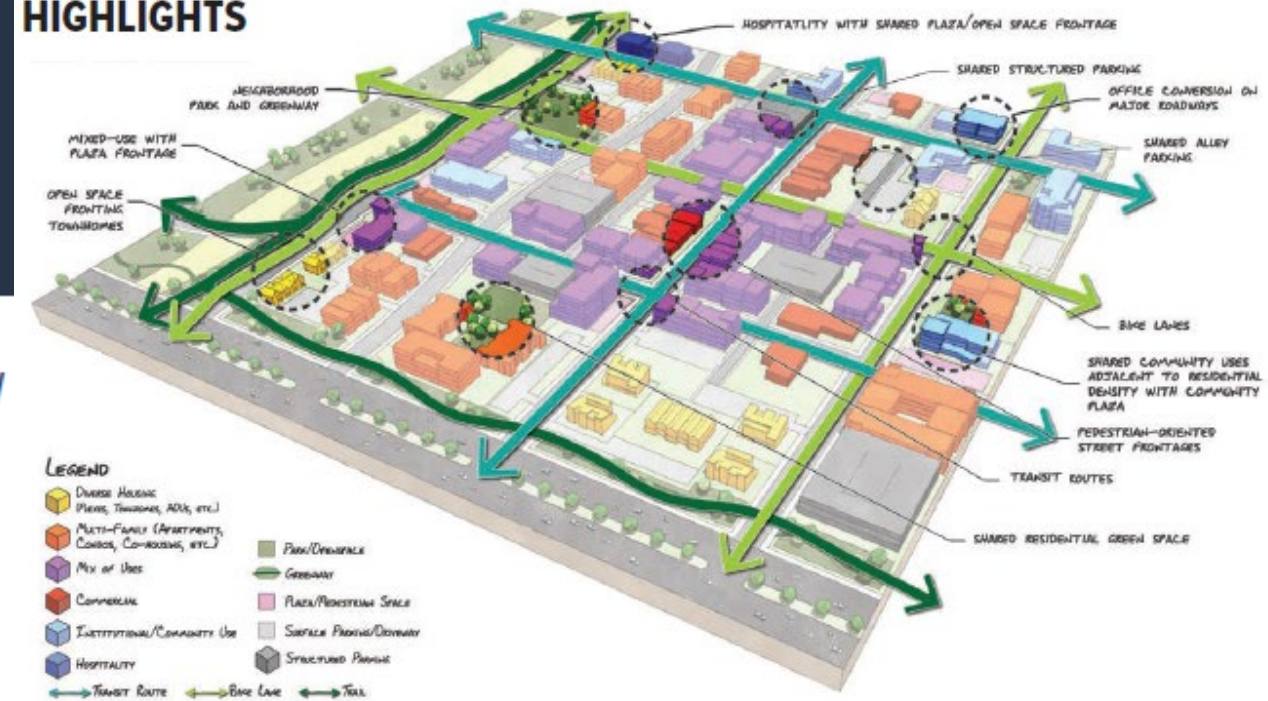 HIGHLIGHTS
HOSPITATLITY WITH SHARED PLAZA/OPEN SPACE FRONTAGE
SHARED STRUCTURED PARKING
OFFICE CONVERSION ON
MAJOR ROADWAYS
SHARED ALLEY
PARKING
NEIGHBORHOOD
PARK AND GREENWAY
MIXED-USE WITH
PLAZA FRONTAGE
OPEN SPACE
FRONTING
TOWNHOMES
BIKE LANES
SHARED COMMUNITY USES
ADJACENT TO RESIDENTIAL
DENSITY WITH COMMUNITY
PLAZA
PEDESTRIAN-ORIENTED
STREET FRONTAGES
TRANSIT ROUTES
SHARED RESIDENTIAL GREEN SPACE
LEGEND
DIVERSE HOUSING
(PLEXES, TOWNHOMES, ADUS, ETC.)
MULTI-FAMILY (APARTMENTS,
CONDOS, CO-HOUSING, ETC.)
MIX OF USES
COMMERCIAL
INSTITUTIONAL/COMMUNITY USE
HOSPITALITY
PARK/OPENSPACE
GREENWAY
PLAZA/PEDESTRIAN SPACE
SURFACE PARKING/DRIVEWAY
STRUCTURED PARKING
TRANSIT ROUTE
BIKE LANE
TRAIL